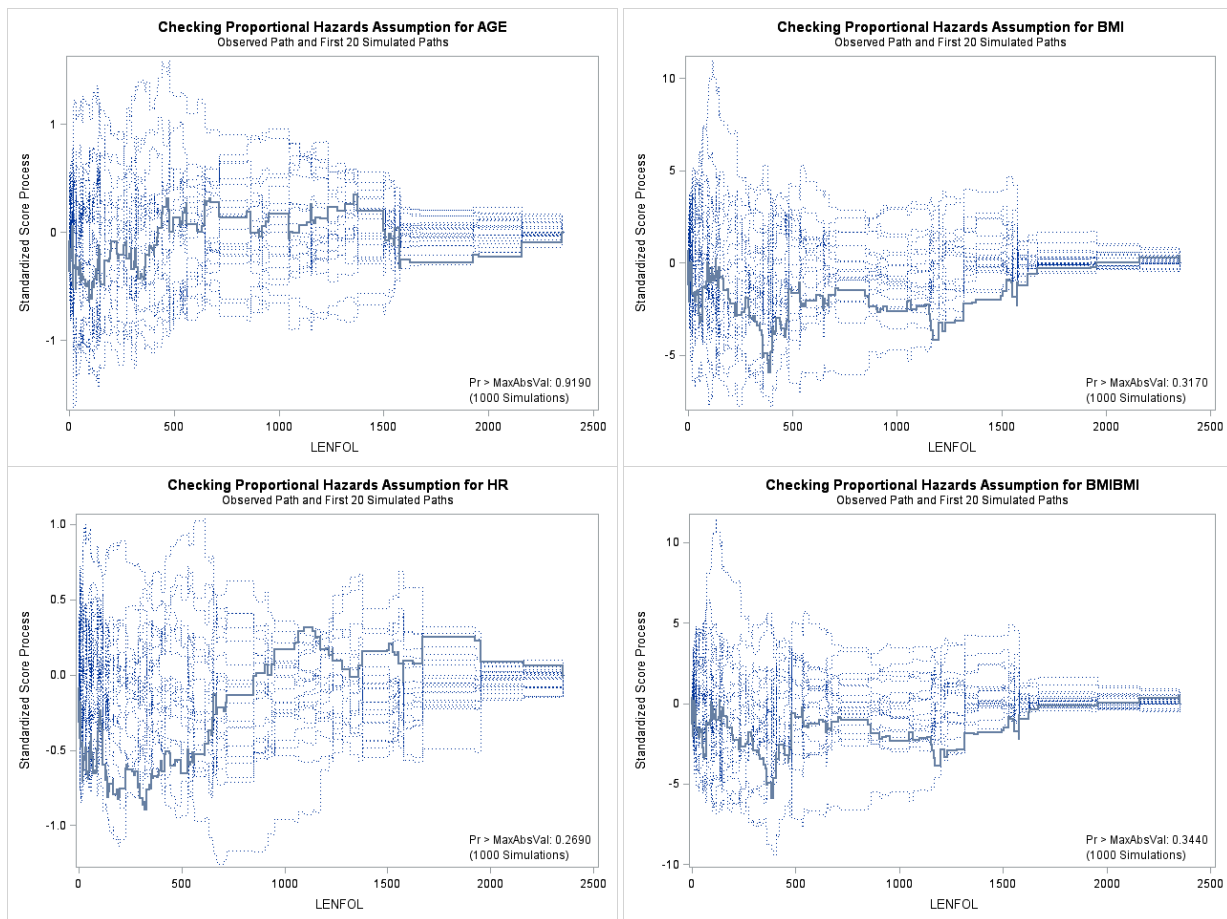 Checking Proportional Hazards Assumption for AGE
Observed Path and First 20 Simulated Paths
Standardized Score Process
1
0
-1
Pr > MaxAbsVal: 0.9190
(1000 Simulations)
0 500 1000 1500 2000 2500
LENFOL
Checking Proportional Hazards Assumption for BMI
Observed Path and First 20 Simulated Paths
Standardized Score Process
10
5
0
-5
Pr > MaxAbsVal: 0.3170
(1000 Simulations)
0 500 1000 1500 2000 2500
LENFOL
Checking Proportional Hazards Assumption for HR
Observed Path and First 20 Simulated Paths
Standardized Score Process
1.0
0.5
0.0
-0.5
-1.0
Pr > MaxAbsVal: 0.2690
(1000 Simulations)
0 500 1000 1500 2000 2500
LENFOL
Checking Proportional Hazards Assumption for BMIBMI
Observed Path and First 20 Simulated Paths
Standardized Score Process
10
5
0
-5
-10
Pr > MaxAbsVal: 0.3440
(1000 Simulations)
0 500 1000 1500 2000 2500
LENFOL